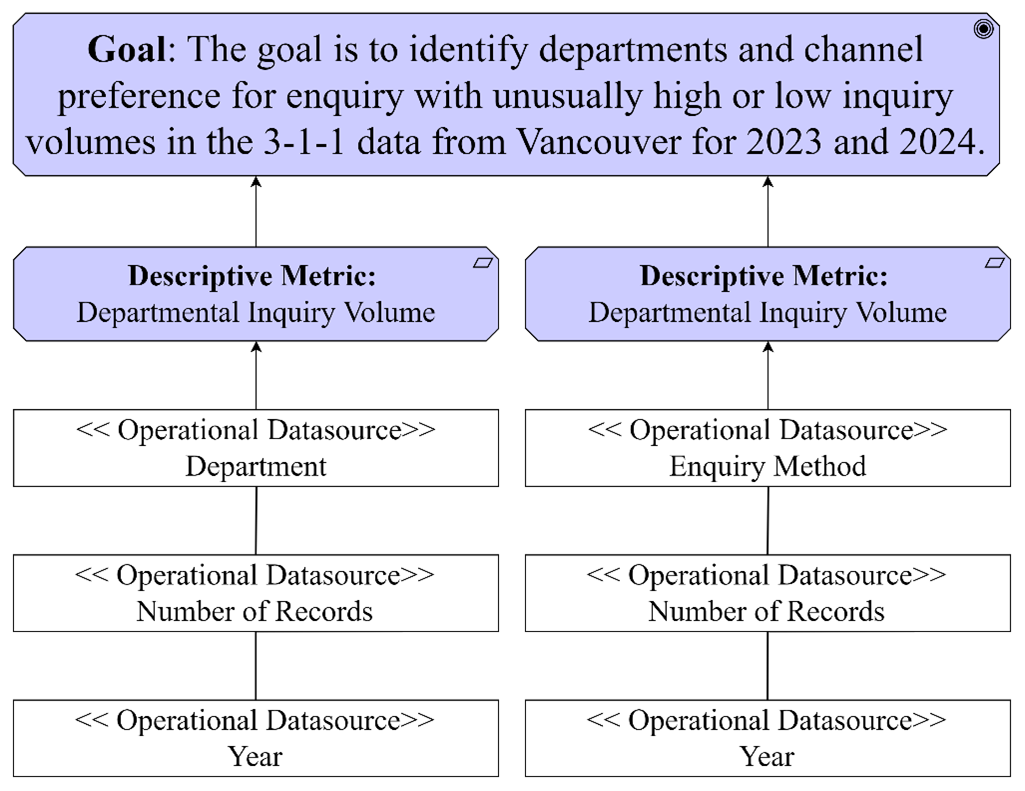 Goal: The goal is to identify departments and channel
preference for enquiry with unusually high or low inquiry
volumes in the 3-1-1 data from Vancouver for 2023 and 2024.
Descriptive Metric:
Departmental Inquiry Volume
Descriptive Metric:
Departmental Inquiry Volume
<< Operational Datasource>>
Department
<< Operational Datasource>>
Enquiry Method
<< Operational Datasource>>
Number of Records
<< Operational Datasource>>
Number of Records
<< Operational Datasource>>
Year
<< Operational Datasource>>
Year